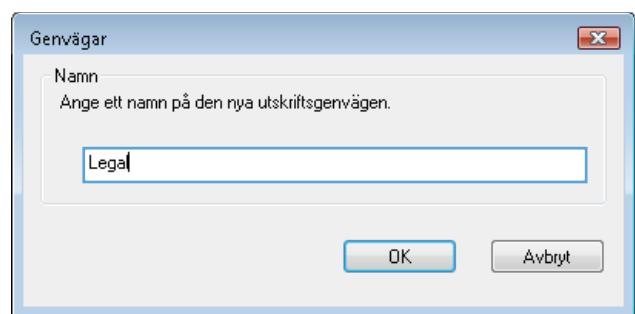 Genvägar
Namn
Ange ett namn på den nya utskriftsgenvägen.
Legal
OK
Avbryt